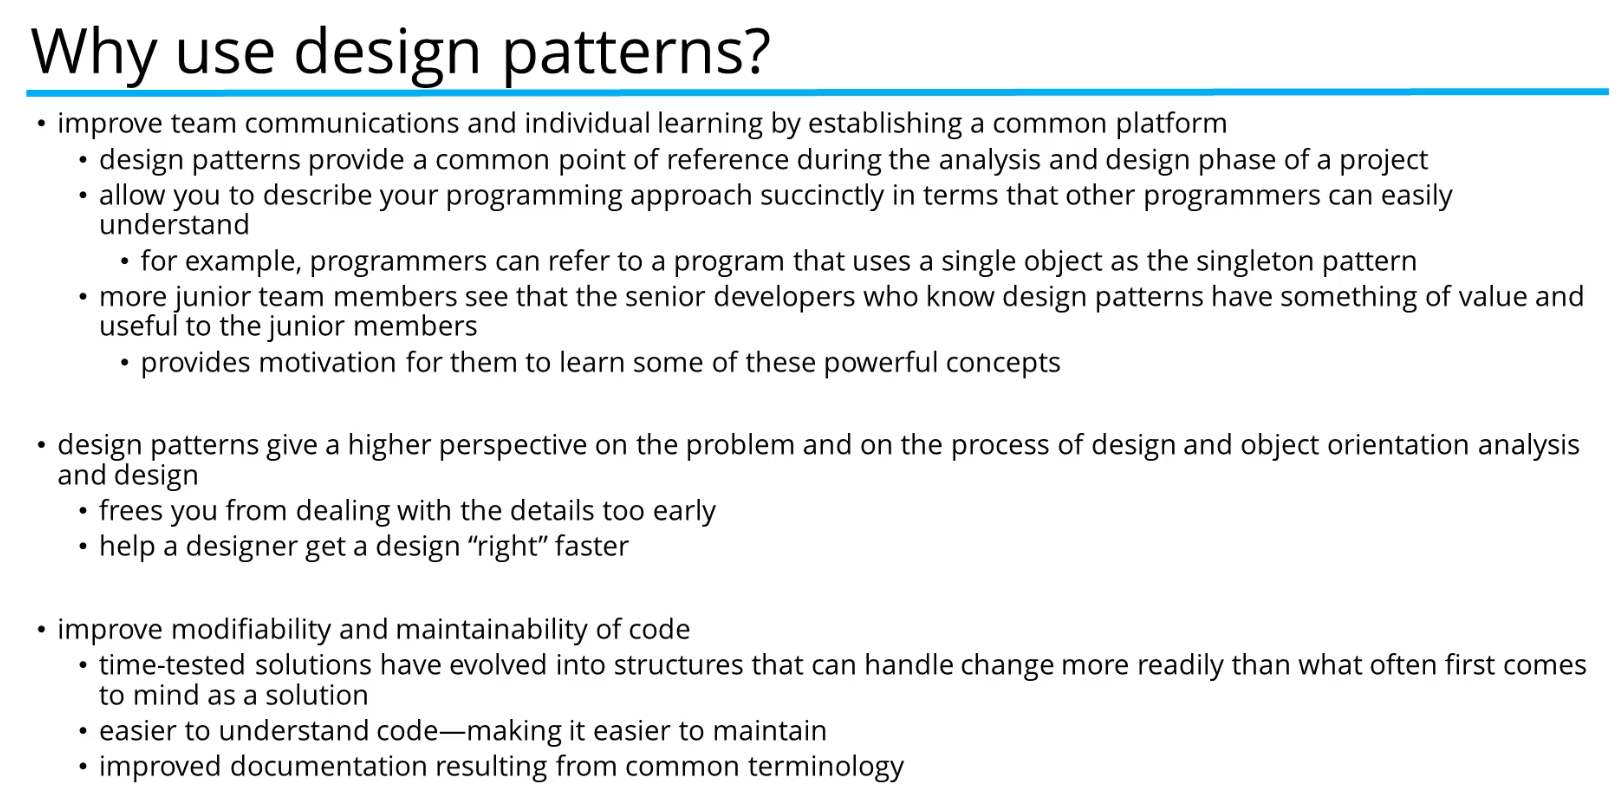 Why use design patterns?
• improve team communications and individual learning by establishing a common platform
• design patterns provide a common point of reference during the analysis and design phase of a project
• allow you to describe your programming approach succinctly in terms that other programmers can easily
understand
• for example, programmers can refer to a program that uses a single object as the singleton pattern
• more junior team members see that the senior developers who know design patterns have something of value and
useful to the junior members
• provides motivation for them to learn some of these powerful concepts
• design patterns give a higher perspective on the problem and on the process of design and object orientation analysis
and design
• frees you from dealing with the details too early
• help a designer get a design “right” faster
• improve modifiability and maintainability of code
• time-tested solutions have evolved into structures that can handle change more readily than what often first comes
to mind as a solution
• easier to understand code—making it easier to maintain
• improved documentation resulting from common terminology